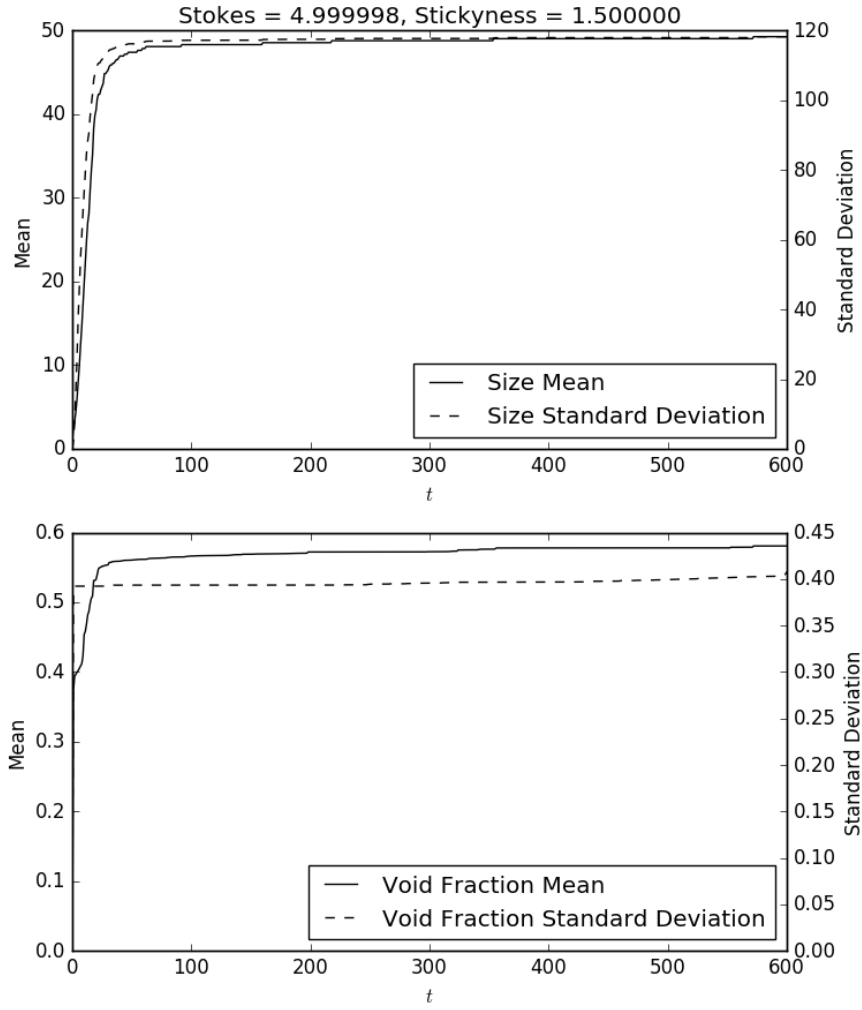 Stokes = 4.999998, Stickyness = 1.500000
50
40
30
20
10
0
Mean
120
100
80
60
40
20
0
Standard Deviation
Size Mean
Size Standard Deviation
0 100 200 300 400 500 600
t
0.6
0.5
0.4
0.3
0.2
0.1
0.0
Mean
0.45
0.40
0.35
0.30
0.25
0.20
0.15
0.10
0.05
0.00
Standard Deviation
Void Fraction Mean
Void Fraction Standard Deviation
0 100 200 300 400 500 600
t